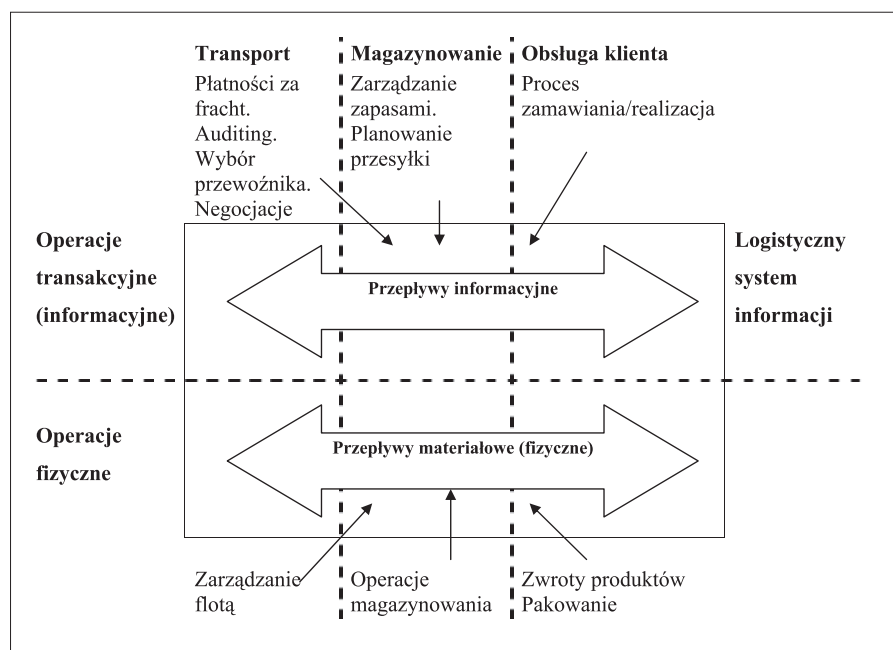 Transport
Płatności za
fracht.
Auditing.
Wybór
przewoźnika.
Negocjacje
Magazynowanie
Zarządzanie
zapasami.
Planowanie
przesyłki
Obsługa klienta
Proces
zamawiania/realizacja
Operacje
transakcyjne
(informacyjne)
Przepływy informacyjne
Logistyczny
system
informacji
Operacje
fizyczne
Przepływy materiałowe (fizyczne)
Zarządzanie
flotą
Operacje
magazynowania
Zwroty produktów
Pakowanie